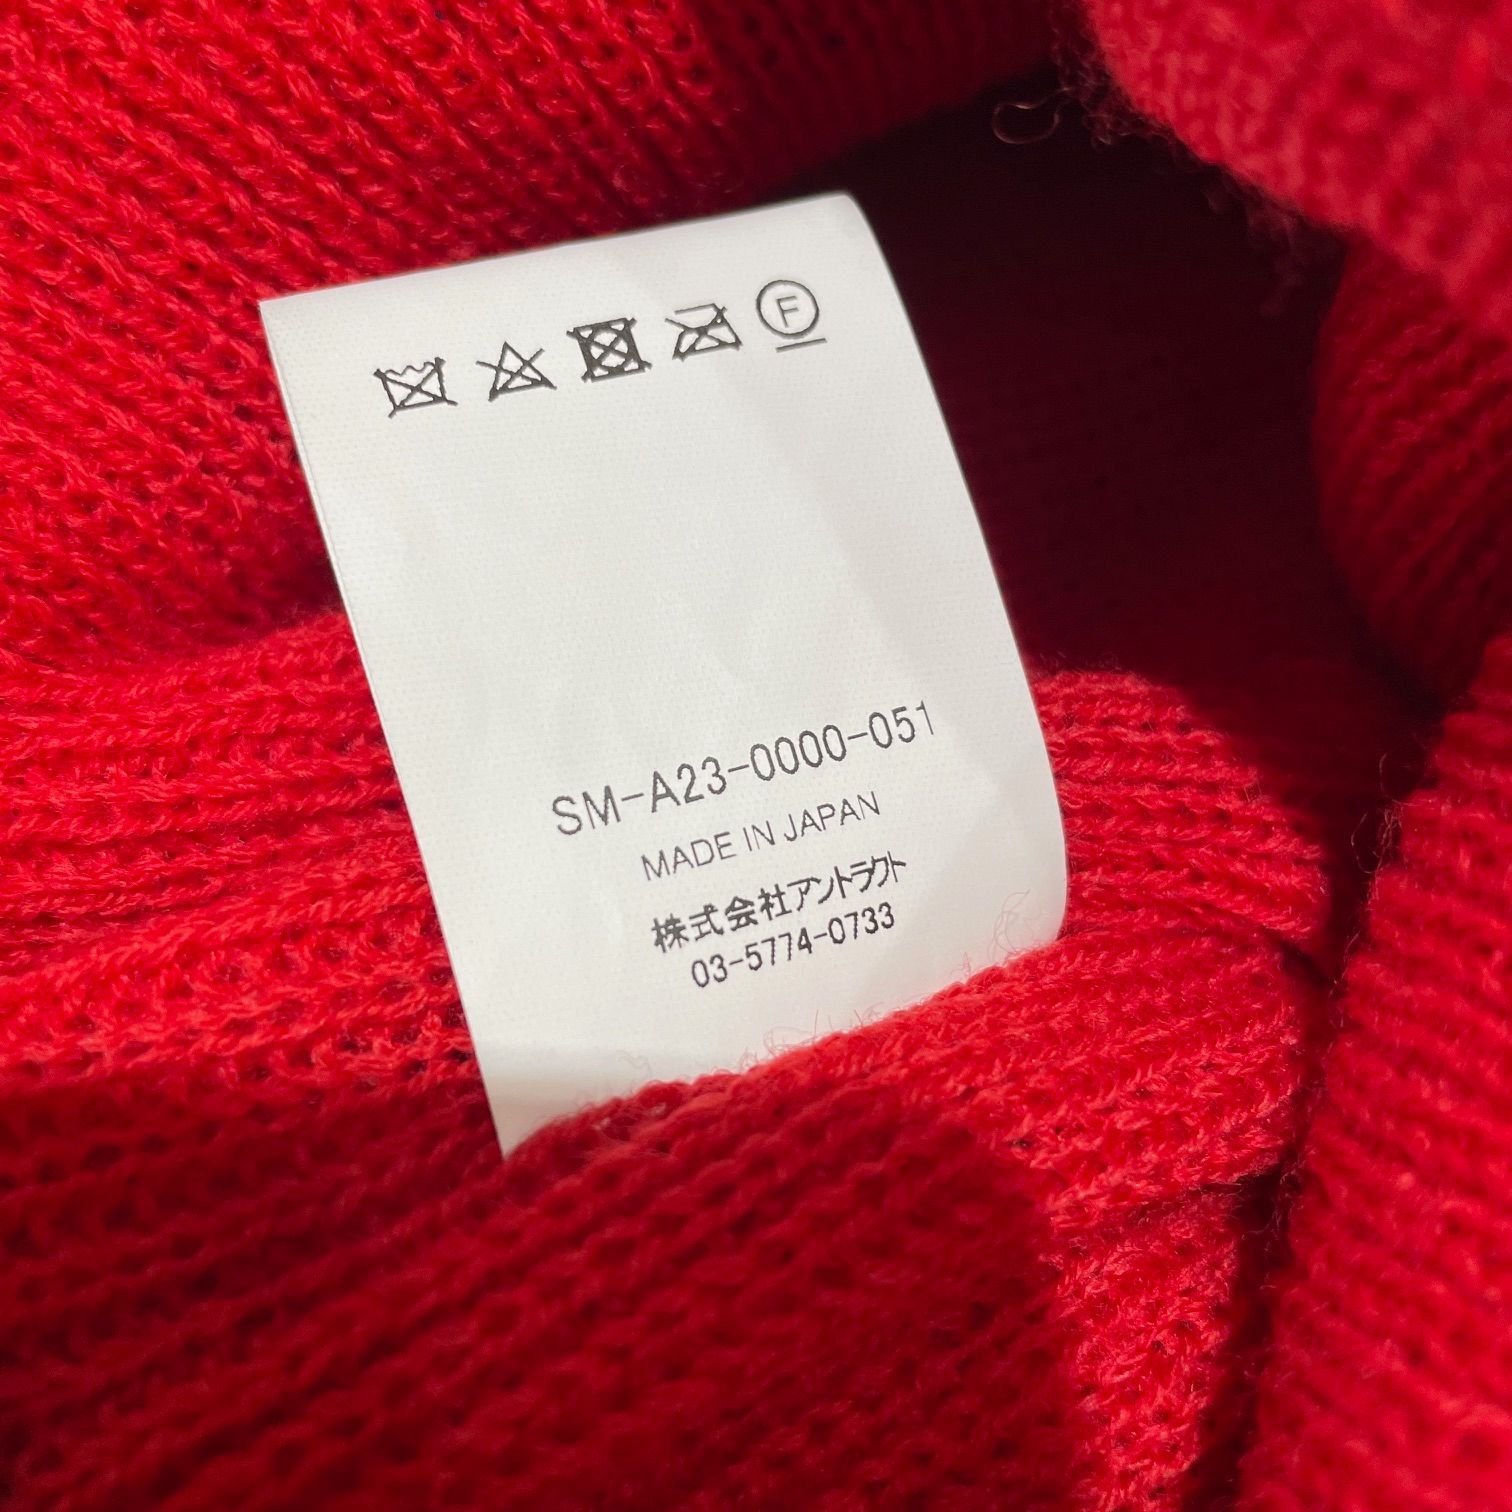 F
SM-A23-0000-051
MADE IN JAPAN
株式会社アントラクト
03-5774-0733